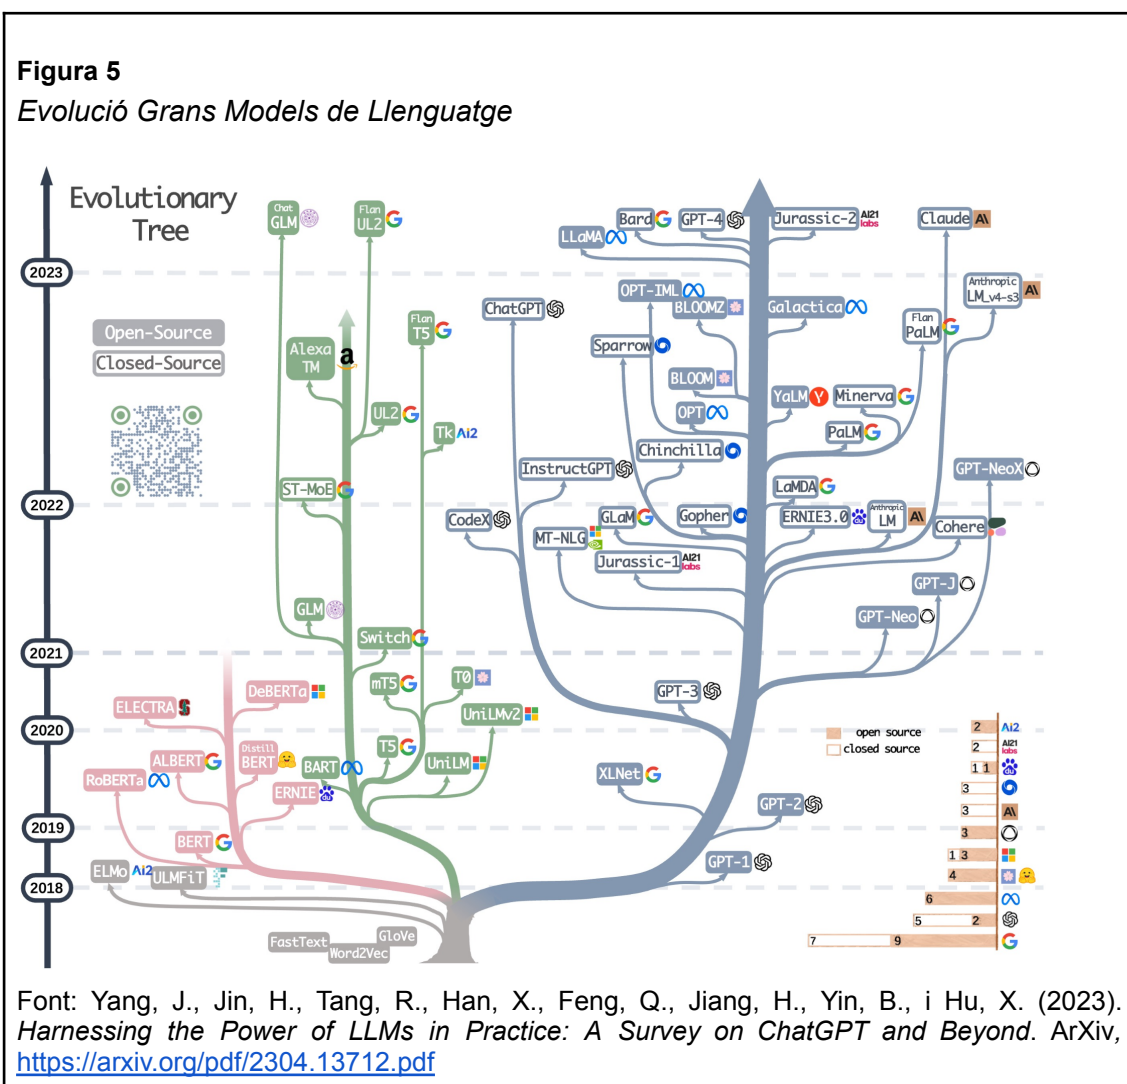 Figura 5
Evolució Grans Models de Llenguatge
Evolutionary
Tree
2023
2022
2021
2020
2019
2018
Open-Source
Closed-Source
Chat
GLM
Flan
UL2
Flan
T5
Alexa
TM
a
UL2
Tk Ai2
ST-MoE
GLM
Switch
mT5
T0
UniLMv2
T5
BART
UniLM
DeBERTa
ELECTRA
ALBERT
Distill
BERT
RoBERTa
ERNIE
BERT
ELMo Ai2
ULMFiT
FastText
Word2Vec
GloVe
Bard
GPT-4
Jurassic-2 AI21 labs
Claude A\
LLaMA
OPT-IML
BLOOMZ
Galactica
Anthropic
LM_v4-s3 A\
ChatGPT
Flan
PaLM
Sparrow
BLOOM
YaLM
Minerva
OPT
PaLM
Chinchilla
InstructGPT
GPT-NeoX
LaMDA
CodeX
GLaM
Gopher
ERNIE3.0
Anthropic
LM A\
Cohere
MT-NLG
Jurassic-1 AI21 labs
GPT-J
GPT-Neo
GPT-3
XLNet
GPT-2
GPT-1
open source
closed source
2 Ai2
2 AI21 labs
1 1
3
3 A\
3
1 3
4
6
5 2
7 9
Font: Yang, J., Jin, H., Tang, R., Han, X., Feng, Q., Jiang, H., Yin, B., i Hu, X. (2023).
Harnessing the Power of LLMs in Practice: A Survey on ChatGPT and Beyond. ArXiv,
https://arxiv.org/pdf/2304.13712.pdf